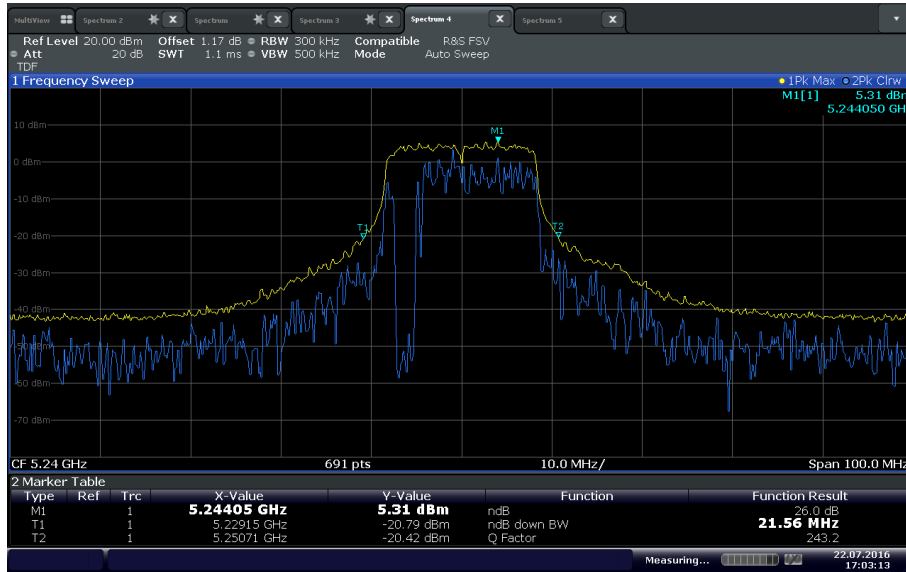 MultiView Spectrum 2 X Spectrum X Spectrum 3 X Spectrum 4 X Spectrum 5 X
Ref Level 20.00 dBm Offset 1.17 dB RBW 300 kHz Compatible R&S FSV
Att 20 dB SWT 1.1 ms VBW 500 kHz Mode Auto Sweep
TDF
1 Frequency Sweep 1Pk Max 2Pk Clrw
M1[1] 5.31 dBm
5.244050 GH
10 dBm
M1
0 dBm
-10 dBm
T1 T2
-20 dBm
-30 dBm
-40 dBm
-50 dBm
-60 dBm
-70 dBm
CF 5.24 GHz 691 pts 10.0 MHz/ Span 100.0 MHz
2 Marker Table
Type Ref Trc X-Value Y-Value Function Function Result
M1 1 5.24405 GHz 5.31 dBm ndB 26.0 dB
T1 1 5.22915 GHz -20.79 dBm ndB down BW 21.56 MHz
T2 1 5.25071 GHz -20.42 dBm Q Factor 243.2
Measuring... 22.07.2016
17:03:13